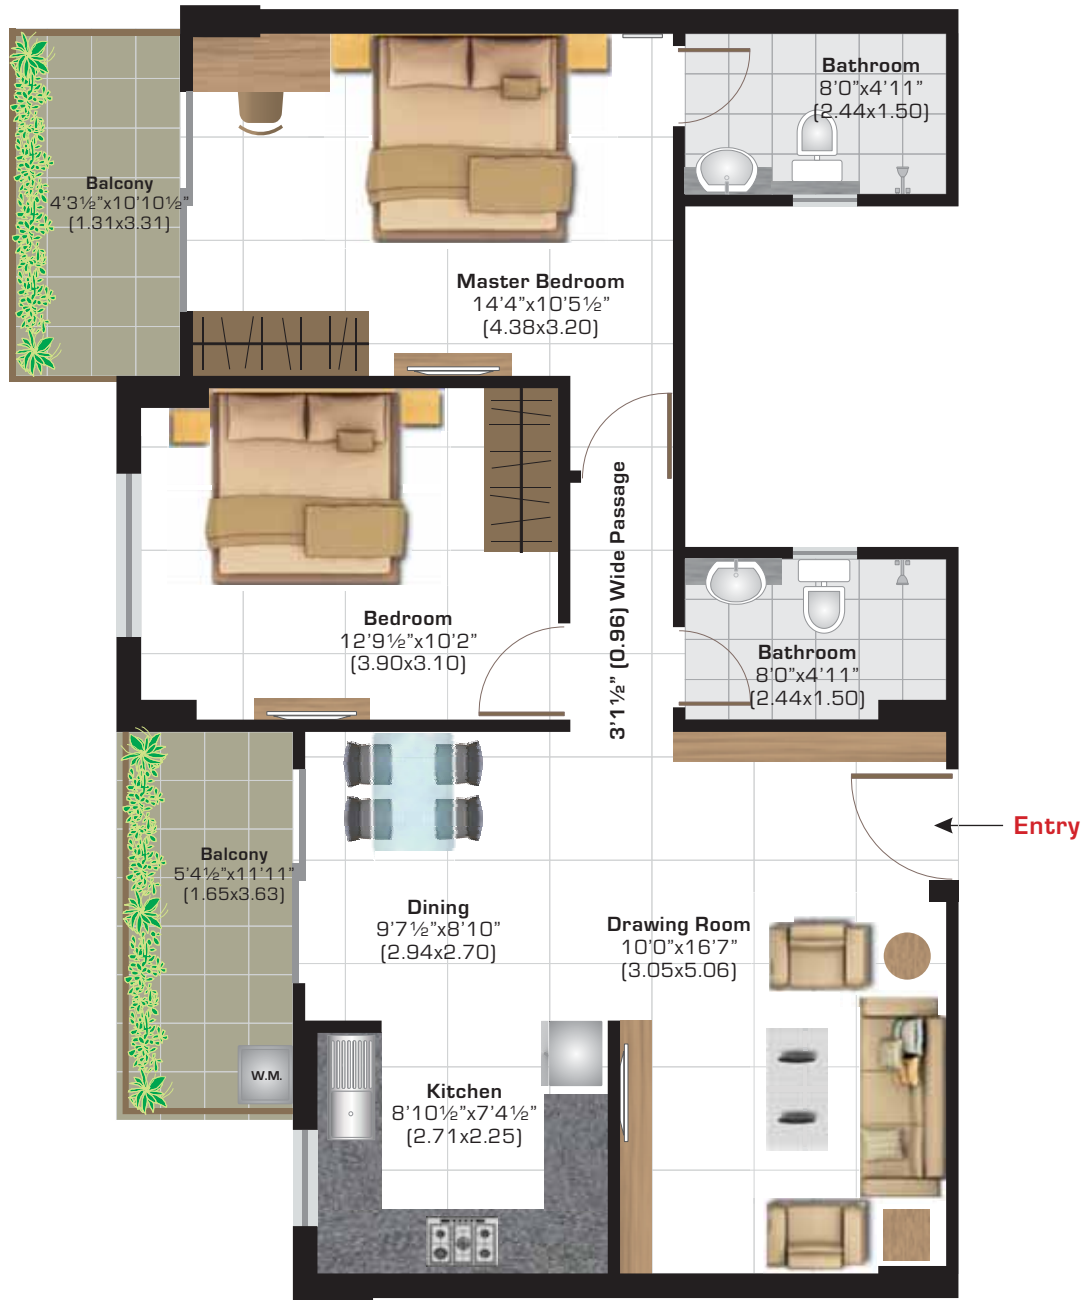 Bathroom
8’0”x4’11”
(2.44x1.50)
Balcony
4’3½”x10’10½”
(1.31x3.31)
Master Bedroom
14’4”x10’5½”
(4.38x3.20)
3’1½” (0.96) Wide Passage
Bedroom
12’9½”x10’2”
(3.90x3.10)
Bathroom
8’0”x4’11”
(2.44x1.50)
Entry
Balcony
5’4½”x11’11”
(1.65x3.63)
Dining
9’7½”x8’10”
(2.94x2.70)
Drawing Room
10’0”x16’7”
(3.05x5.06)
W.M.
Kitchen
8’10½”x7’4½”
(2.71x2.25)